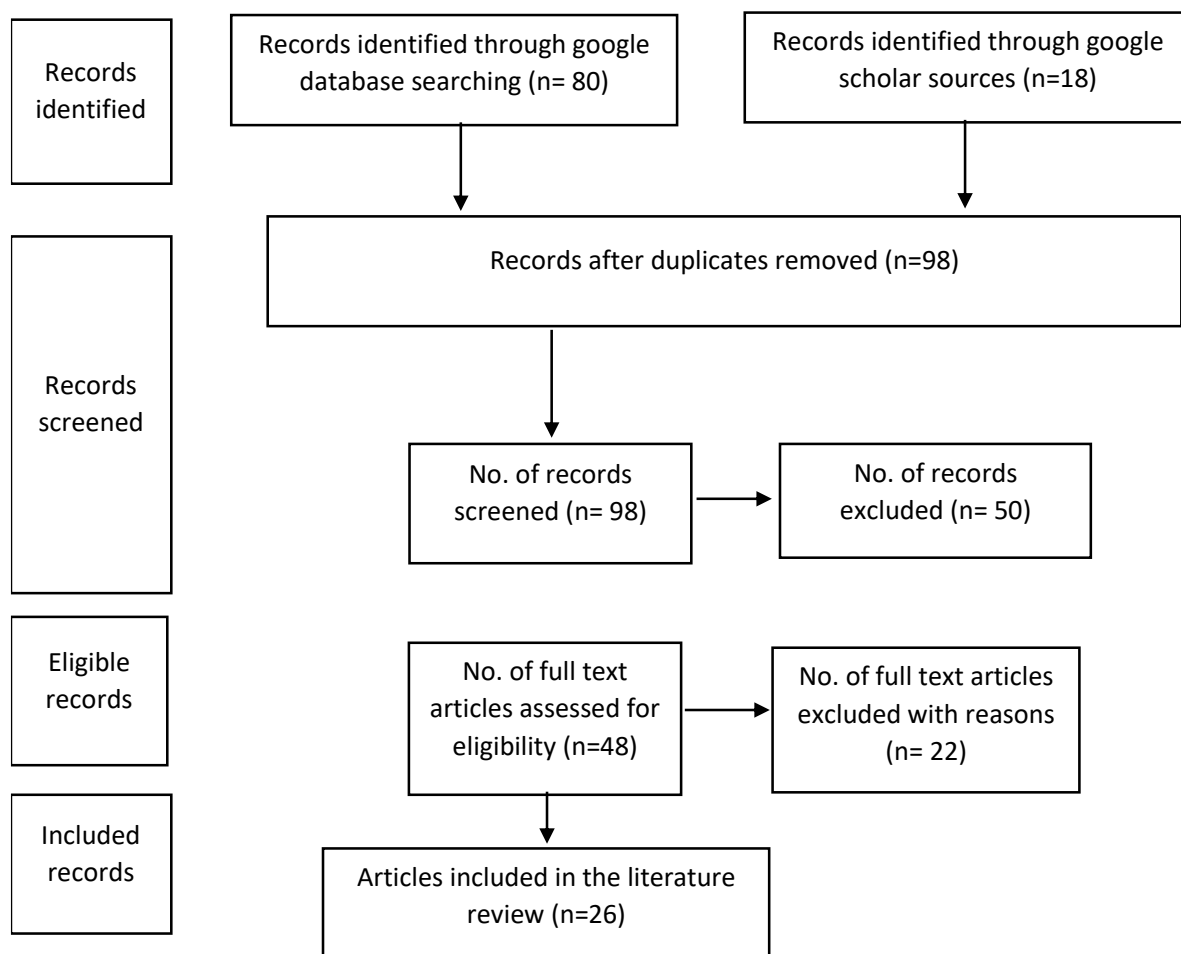 Records
identified
Records identified through google
database searching (n= 80)
Records identified through google
scholar sources (n=18)
Records after duplicates removed (n=98)
Records
screened
No. of records
screened (n= 98)
No. of records
excluded (n= 50)
Eligible
records
No. of full text
articles assessed for
eligibility (n=48)
No. of full text articles
excluded with reasons
(n= 22)
Included
records
Articles included in the literature
review (n=26)